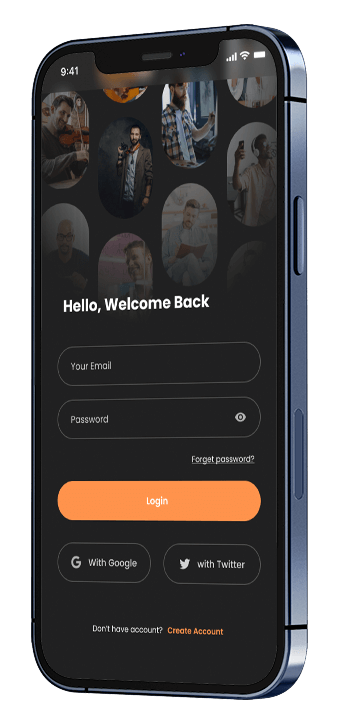 9:41
Hello, Welcome Back
Your Email
Password
Forget password?
Login
With Google
with Twitter
Don't have account? Create Account